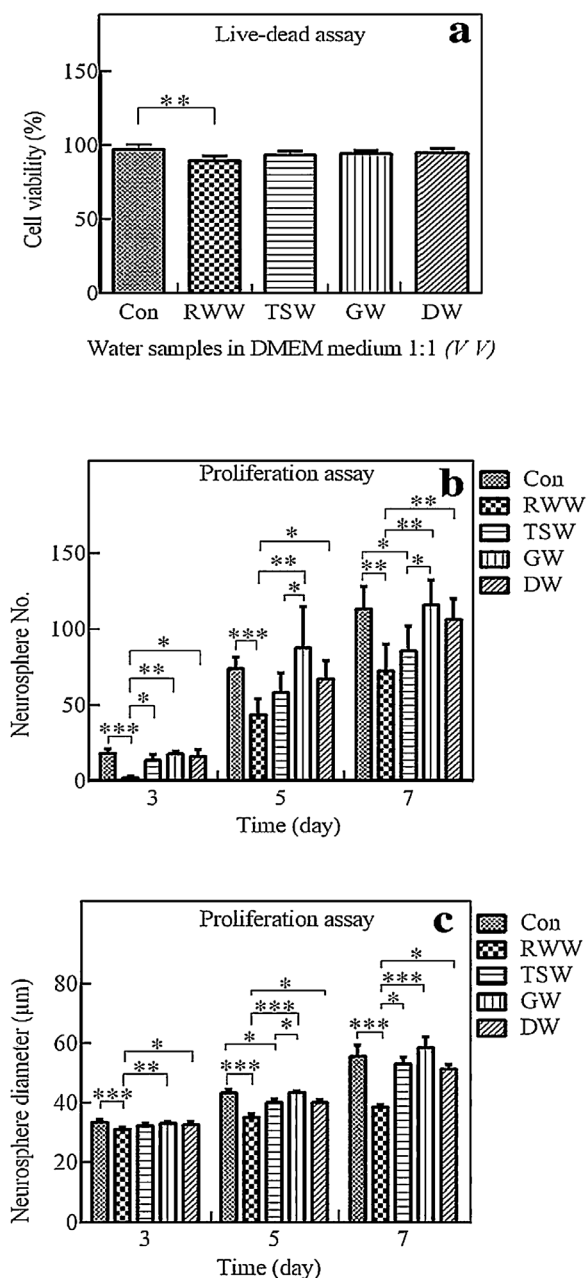 Live-dead assay
a
150
100
50
0
Cell viability (%)
**
Con RWW TSW GW DW
Water samples in DMEM medium 1:1 (V V)
Proliferation assay
b
Con
RWW
TSW
GW
DW
150
100
50
0
Neurosphere No.
*** * ** *
*** * ** *
** * * ** **
3 5 7
Time (day)
Proliferation assay
c
Con
RWW
TSW
GW
DW
80
60
40
20
0
Neurosphere diameter (µm)
*** ** *
*** * * *** *
*** * *** *
3 5 7
Time (day)